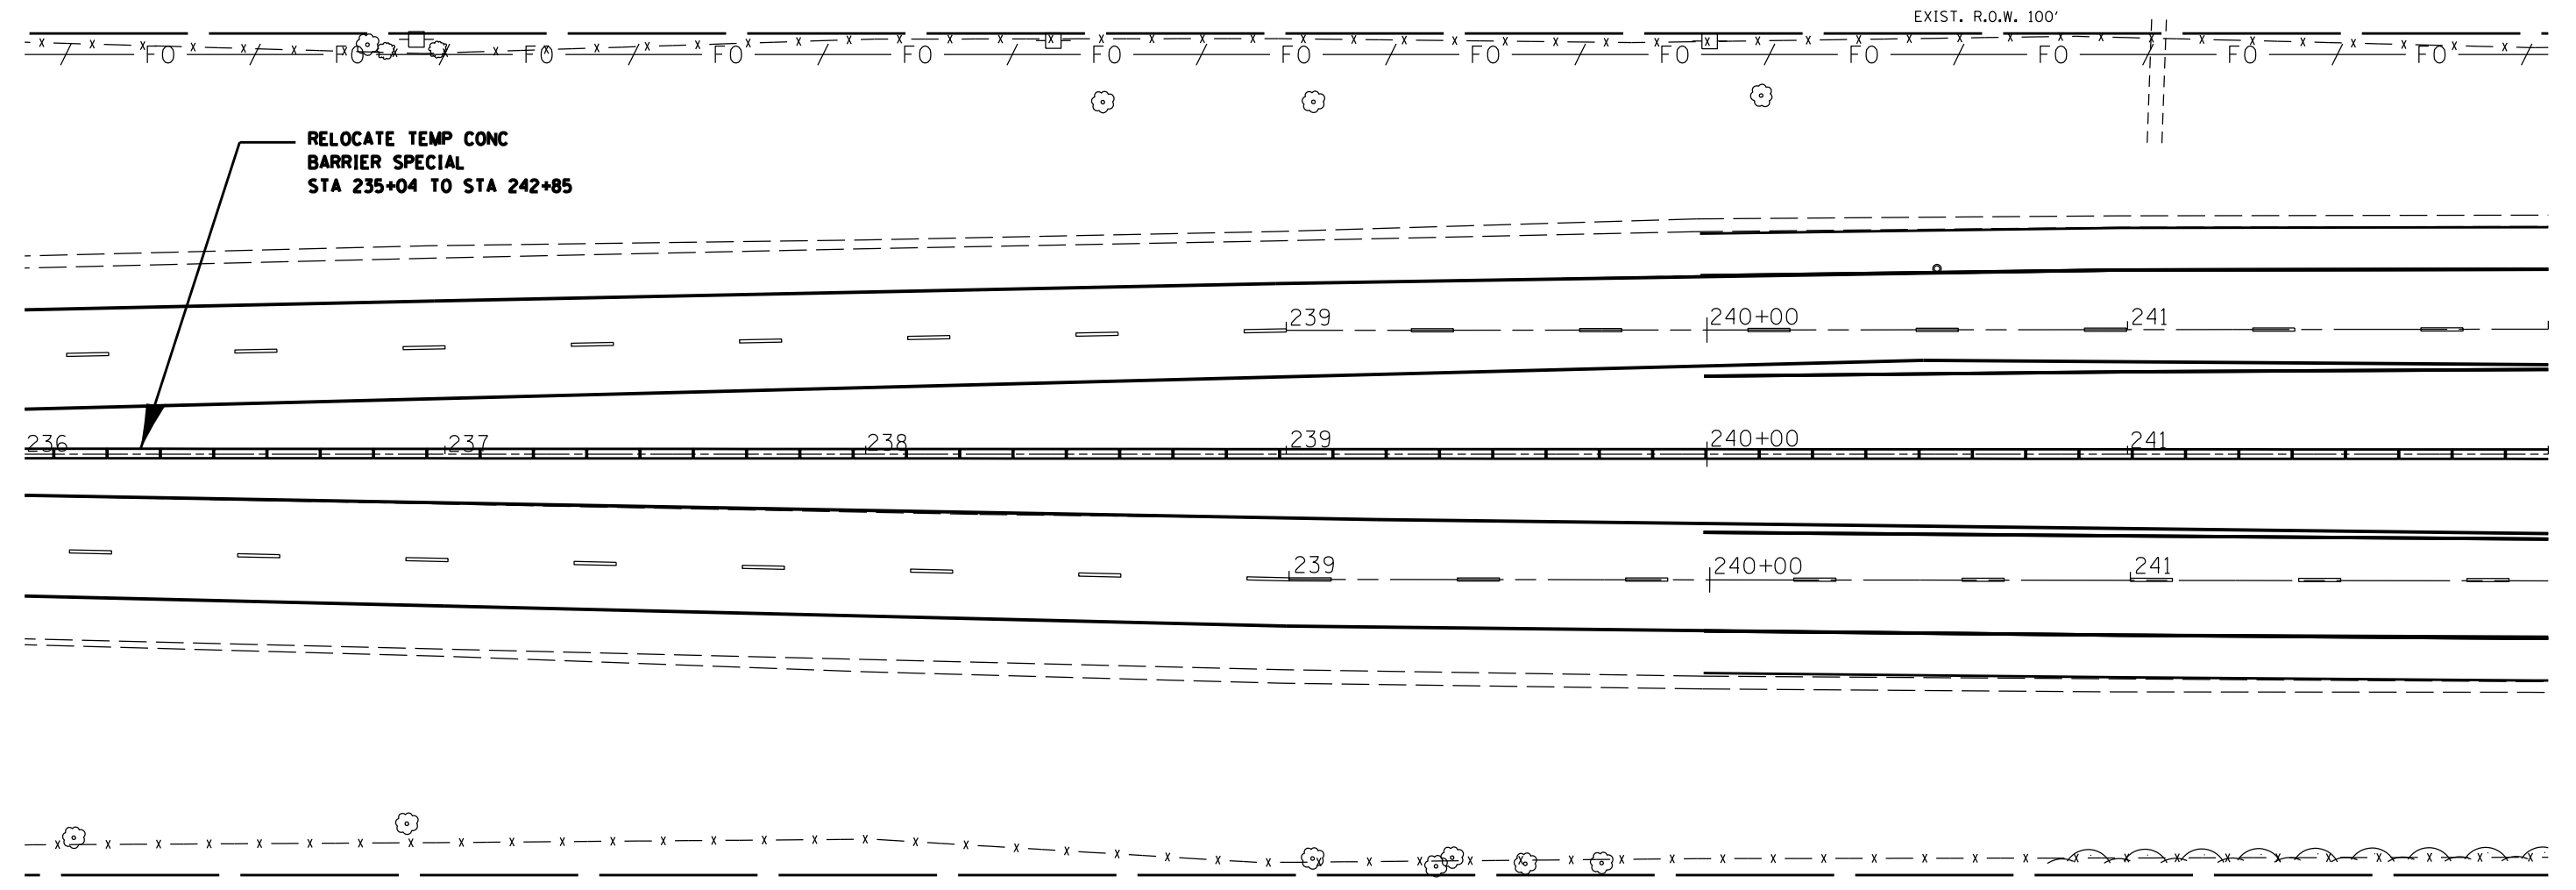 EXIST. R.O.W. 100'
FO FO FO FO FO FO FO FO FO FO FO FO FO
RELOCATE TEMP CONC
BARRIER SPECIAL
STA 235+04 TO STA 242+85
239 240+00 241
236 237 238 239 240+00 241
239 240+00 241